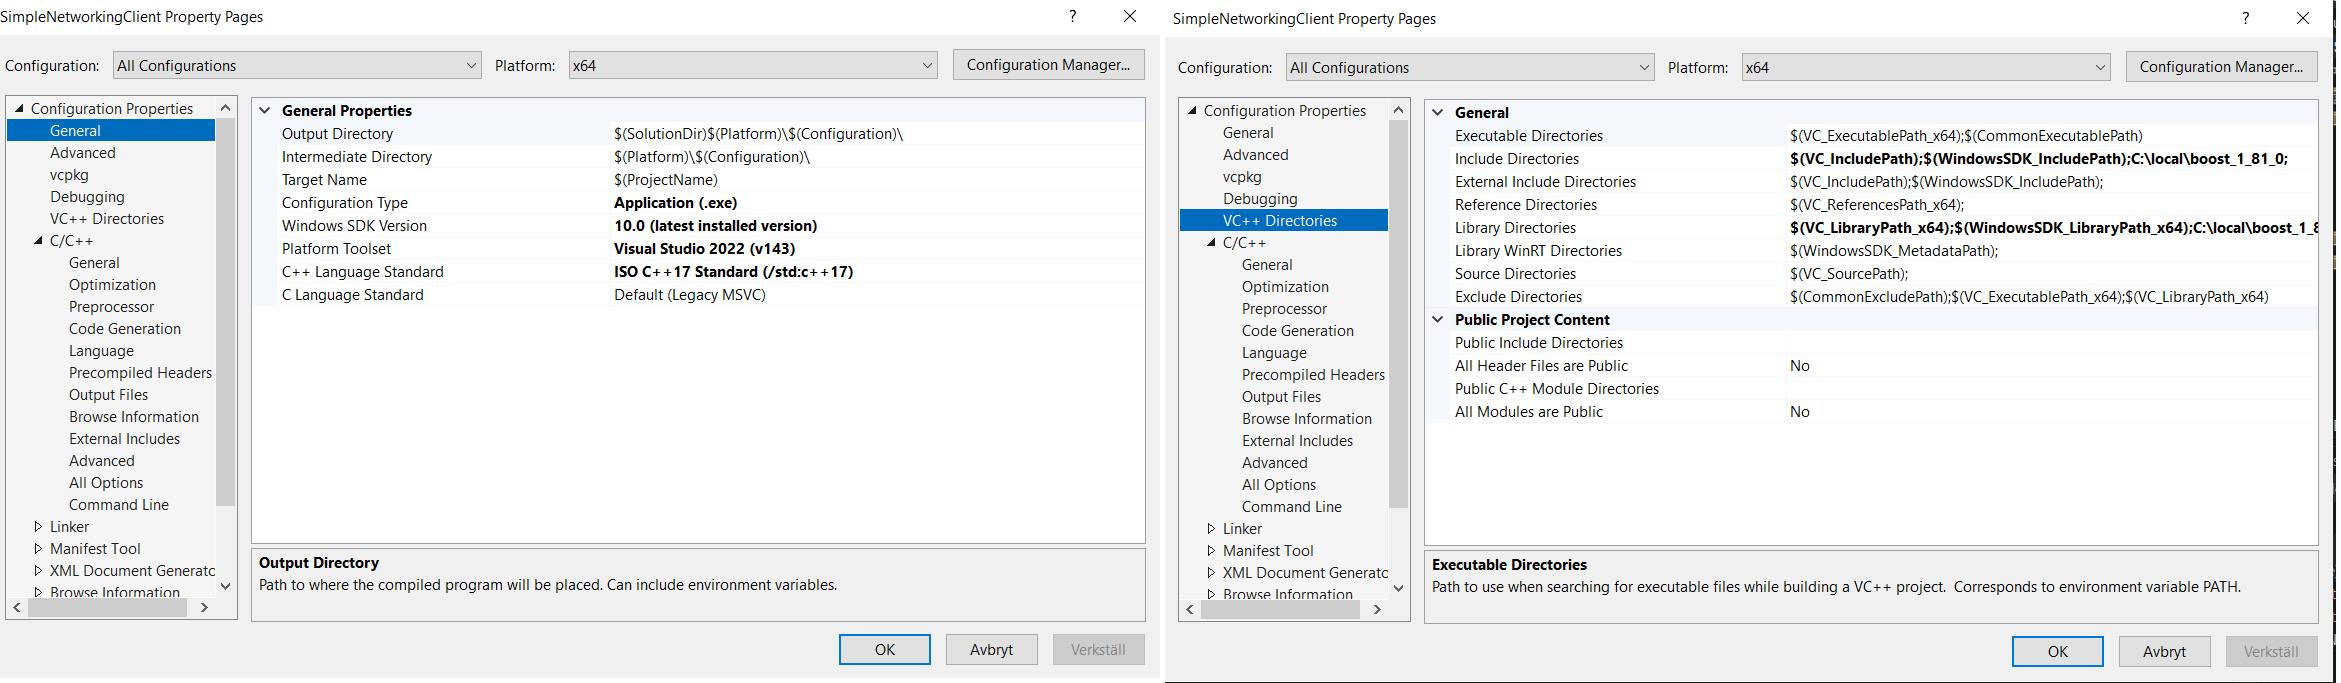 SimpleNetworkingClient Property Pages
?
Configuration: All Configurations Platform: x64 Configuration Manager...
Configuration Properties
General
Advanced
vcpkg
Debugging
VC++ Directories
C/C++
General
Optimization
Preprocessor
Code Generation
Language
Precompiled Headers
Output Files
Browse Information
External Includes
Advanced
All Options
Command Line
Linker
Manifest Tool
XML Document Generato
Browse Information
General Properties
Output Directory $(SolutionDir)$(Platform)\$(Configuration)\
Intermediate Directory $(Platform)\$(Configuration)\
Target Name $(ProjectName)
Configuration Type Application (.exe)
Windows SDK Version 10.0 (latest installed version)
Platform Toolset Visual Studio 2022 (v143)
C++ Language Standard ISO C++17 Standard (/std:c++17)
C Language Standard Default (Legacy MSVC)
Output Directory
Path to where the compiled program will be placed. Can include environment variables.
OK Avbryt Verkställ
SimpleNetworkingClient Property Pages
?
Configuration: All Configurations Platform: x64 Configuration Manager...
Configuration Properties
General
Advanced
vcpkg
Debugging
VC++ Directories
C/C++
General
Optimization
Preprocessor
Code Generation
Language
Precompiled Headers
Output Files
Browse Information
External Includes
Advanced
All Options
Command Line
Linker
Manifest Tool
XML Document Generato
Browse Information
General
Executable Directories $(VC_ExecutablePath_x64);$(CommonExecutablePath)
Include Directories $(VC_IncludePath);$(WindowsSDK_IncludePath);C:\local\boost_1_81_0;
External Include Directories $(VC_IncludePath);$(WindowsSDK_IncludePath);
Reference Directories $(VC_ReferencesPath_x64);
Library Directories $(VC_LibraryPath_x64);$(WindowsSDK_LibraryPath_x64);C:\local\boost_1_8
Library WinRT Directories $(WindowsSDK_MetadataPath);
Source Directories $(VC_SourcePath);
Exclude Directories $(CommonExcludePath);$(VC_ExecutablePath_x64);$(VC_LibraryPath_x64)
Public Project Content
Public Include Directories
All Header Files are Public No
Public C++ Module Directories
All Modules are Public No
Executable Directories
Path to use when searching for executable files while building a VC++ project.  Corresponds to environment variable PATH.
OK Avbryt Verkställ